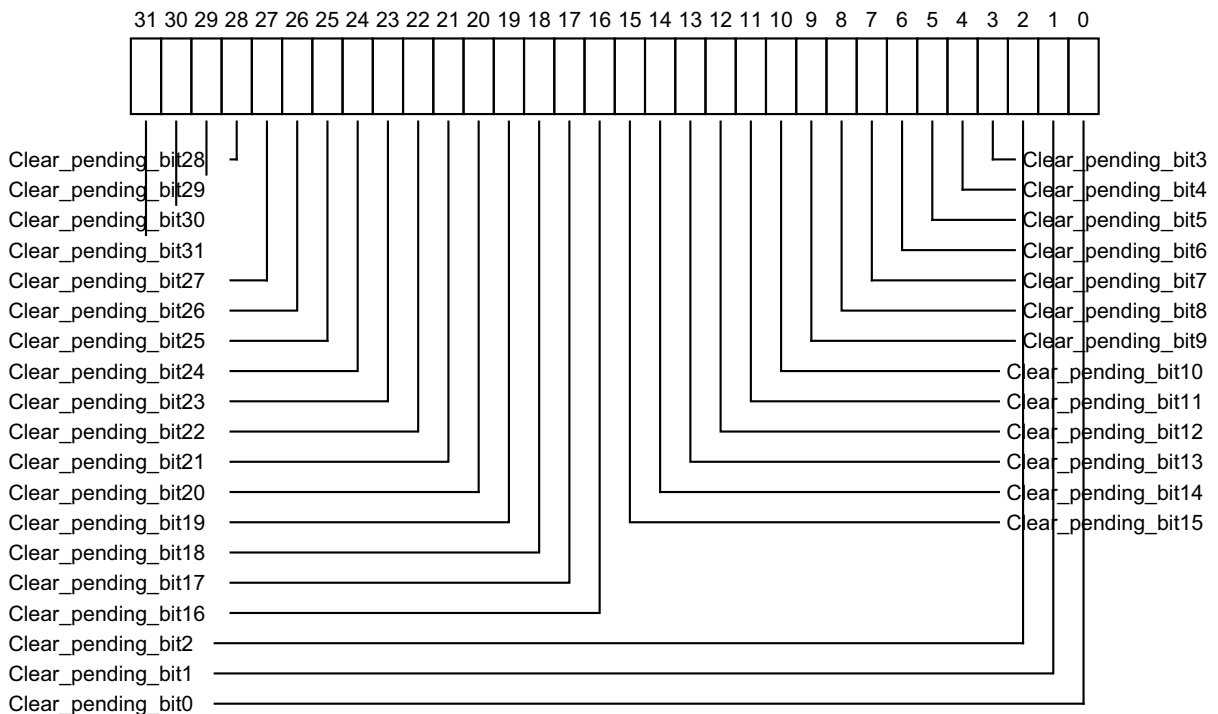 31 30 29 28 27 26 25 24 23 22 21 20 19 18 17 16 15 14 13 12 11 10 9 8 7 6 5 4 3 2 1 0
Clear_pending_bit28 Clear_pending_bit3
Clear_pending_bit29 Clear_pending_bit4
Clear_pending_bit30 Clear_pending_bit5
Clear_pending_bit31 Clear_pending_bit6
Clear_pending_bit27 Clear_pending_bit7
Clear_pending_bit26 Clear_pending_bit8
Clear_pending_bit25 Clear_pending_bit9
Clear_pending_bit24 Clear_pending_bit10
Clear_pending_bit23 Clear_pending_bit11
Clear_pending_bit22 Clear_pending_bit12
Clear_pending_bit21 Clear_pending_bit13
Clear_pending_bit20 Clear_pending_bit14
Clear_pending_bit19 Clear_pending_bit15
Clear_pending_bit18
Clear_pending_bit17
Clear_pending_bit16
Clear_pending_bit2
Clear_pending_bit1
Clear_pending_bit0